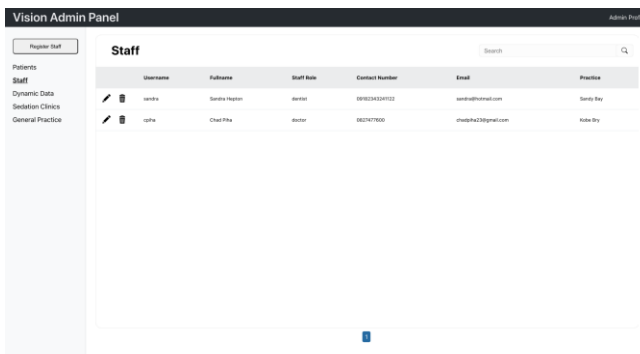 Vision Admin Panel
Admin Prof
Register Staff
Patients
Staff
Dynamic Data
Sedation Clinics
General Practice
Staff
Search
Username Fullname Staff Role Contact Number Email Practice
sandra Sandra Hepton dentist sandra@hotmail.com Sandy Bay
cpiha Chad Piha doctor 0827477600 chadpiha23@gmail.com Kobe Bry
1